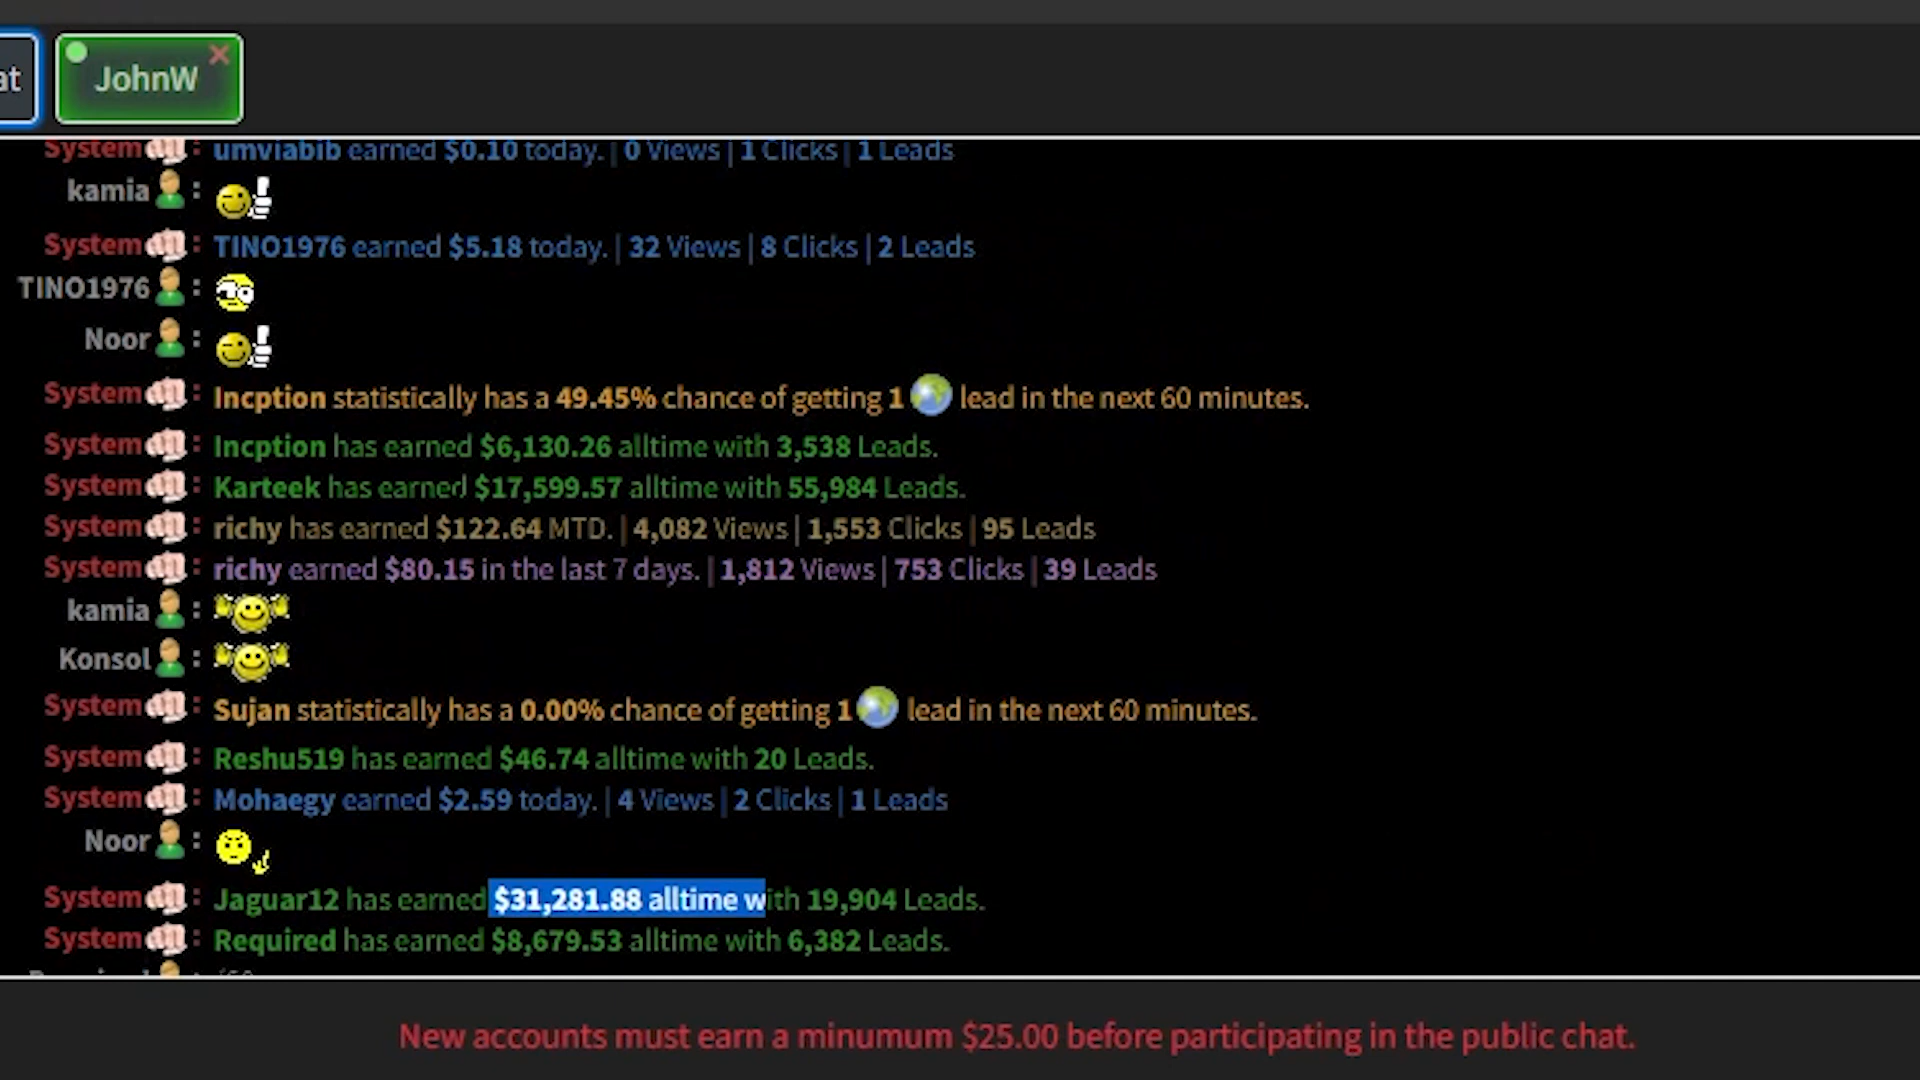 at
JohnW
System : umviabib earned $0.10 today. | 0 Views | 1 Clicks | 1 Leads
kamia :
System : TINO1976 earned $5.18 today. | 32 Views | 8 Clicks | 2 Leads
TINO1976 :
Noor :
System : Incption statistically has a 49.45% chance of getting 1 lead in the next 60 minutes.
System : Incption has earned $6,130.26 alltime with 3,538 Leads.
System : Karteek has earned $17,599.57 alltime with 55,984 Leads.
System : richy has earned $122.64 MTD. | 4,082 Views | 1,553 Clicks | 95 Leads
System : richy earned $80.15 in the last 7 days. | 1,812 Views | 753 Clicks | 39 Leads
kamia :
Konsol :
System : Sujan statistically has a 0.00% chance of getting 1 lead in the next 60 minutes.
System : Reshu519 has earned $46.74 alltime with 20 Leads.
System : Mohaegy earned $2.59 today. | 4 Views | 2 Clicks | 1 Leads
Noor :
System : Jaguar12 has earned $31,281.88 alltime with 19,904 Leads.
System : Required has earned $8,679.53 alltime with 6,382 Leads.
New accounts must earn a minumum $25.00 before participating in the public chat.